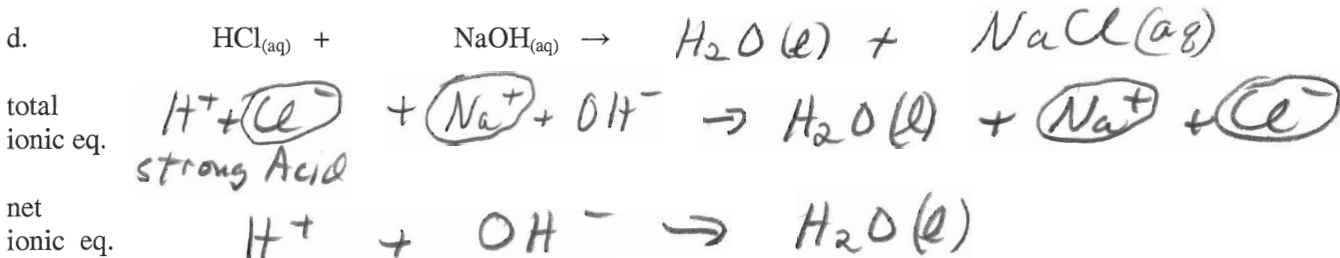 d. HCl(aq) + NaOH(aq) → H2O(l) + NaCl(aq)
total
ionic eq. H+ + Cl- + Na+ + OH- → H2O(l) + Na+ + Cl-
strong Acid
net
ionic eq. H+ + OH- → H2O(l)